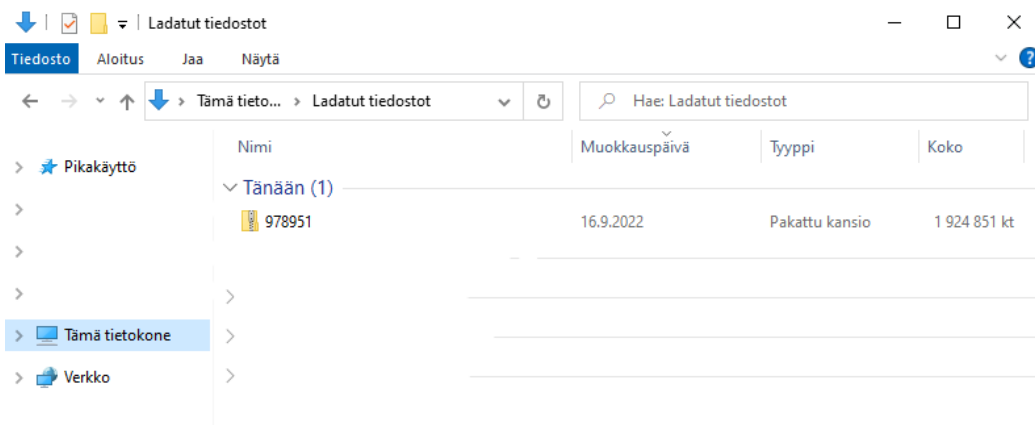 Ladatut tiedostot
Tiedosto Aloitus Jaa Näytä ?
Tämä tieto... Ladatut tiedostot Hae: Ladatut tiedostot
Nimi Muokkauspäivä Tyyppi Koko
Pikakäyttö
Tänään (1)
978951 16.9.2022 Pakattu kansio 1 924 851 kt
Tämä tietokone
Verkko